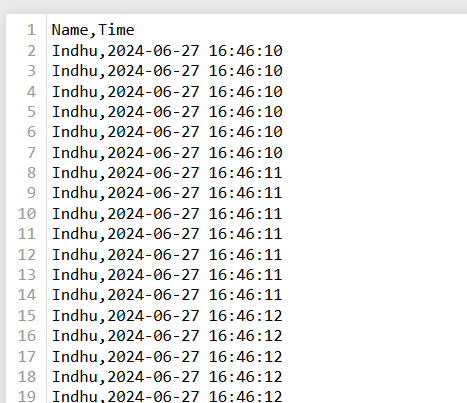 1 Name,Time
2 Indhu,2024-06-27 16:46:10
3 Indhu,2024-06-27 16:46:10
4 Indhu,2024-06-27 16:46:10
5 Indhu,2024-06-27 16:46:10
6 Indhu,2024-06-27 16:46:10
7 Indhu,2024-06-27 16:46:10
8 Indhu,2024-06-27 16:46:11
9 Indhu,2024-06-27 16:46:11
10 Indhu,2024-06-27 16:46:11
11 Indhu,2024-06-27 16:46:11
12 Indhu,2024-06-27 16:46:11
13 Indhu,2024-06-27 16:46:11
14 Indhu,2024-06-27 16:46:11
15 Indhu,2024-06-27 16:46:12
16 Indhu,2024-06-27 16:46:12
17 Indhu,2024-06-27 16:46:12
18 Indhu,2024-06-27 16:46:12
19 Indhu,2024-06-27 16:46:12